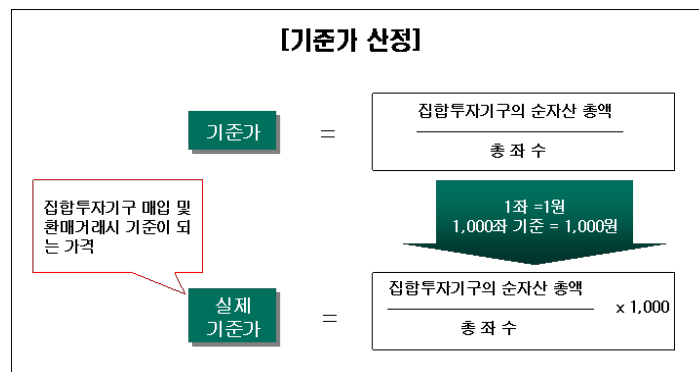 [기준가 산정]
기준가
=
집합투자기구의 순자산 총액
총 좌 수
집합투자기구 매입 및
환매거래시 기준이 되
는 가격
1좌 =1원
1,000좌 기준 = 1,000원
실제
기준가
=
집합투자기구의 순자산 총액
총 좌 수
x 1,000